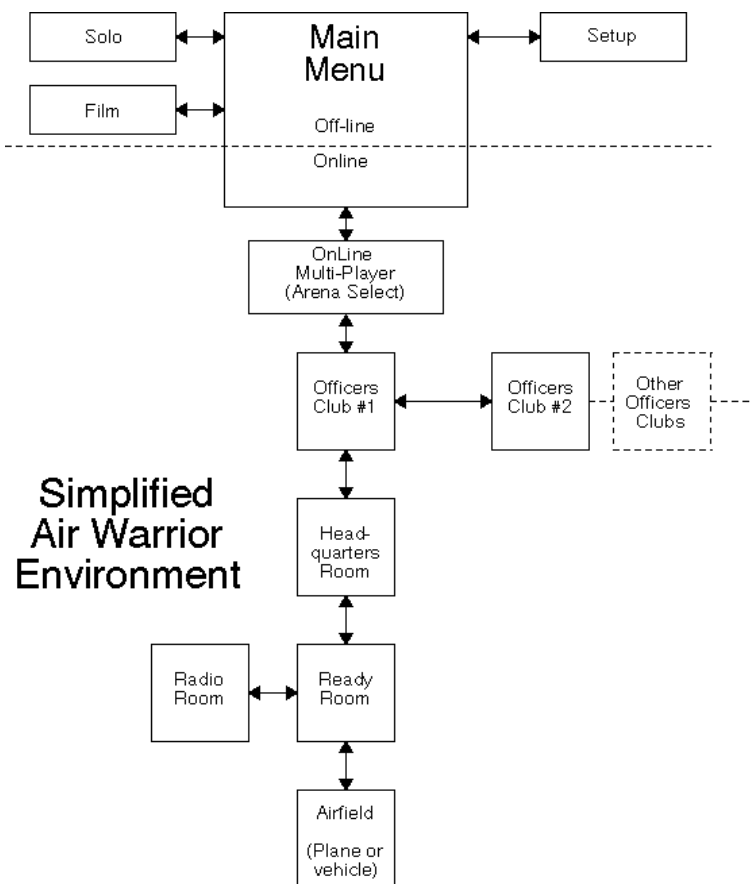 Solo
Main
Menu
Setup
Film
Off-line
Online
OnLine
Multi-Player
(Arena Select)
Officers
Club #1
Officers
Club #2
Other
Officers
Clubs
Simplified
Air Warrior
Environment
Head-
quarters
Room
Radio
Room
Ready
Room
Airfield
(Plane or
vehicle)